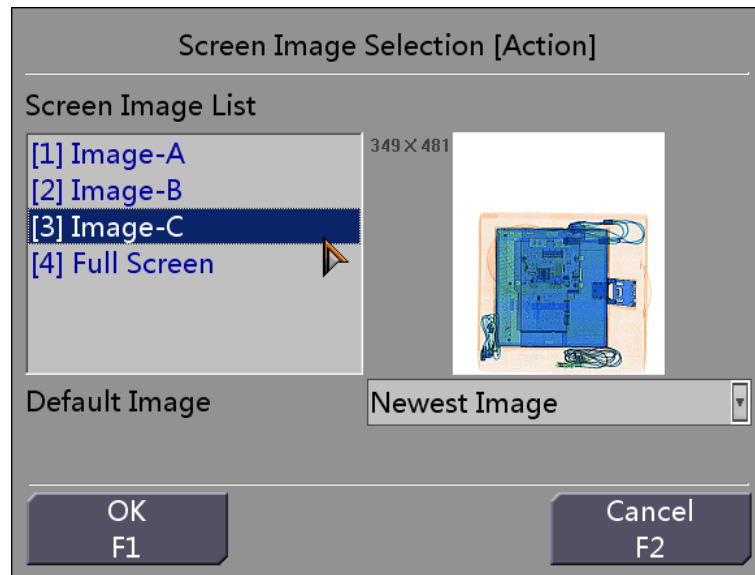 Screen Image Selection [Action]
Screen Image List
[1] Image-A
[2] Image-B
[3] Image-C
[4] Full Screen
349×481
Default Image
Newest Image
OK
F1
Cancel
F2